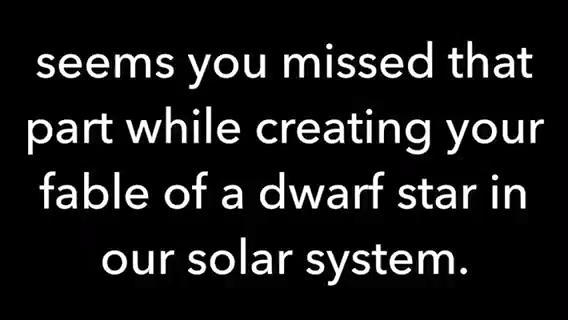 seems you missed that
part while creating your
fable of a dwarf star in
our solar system.